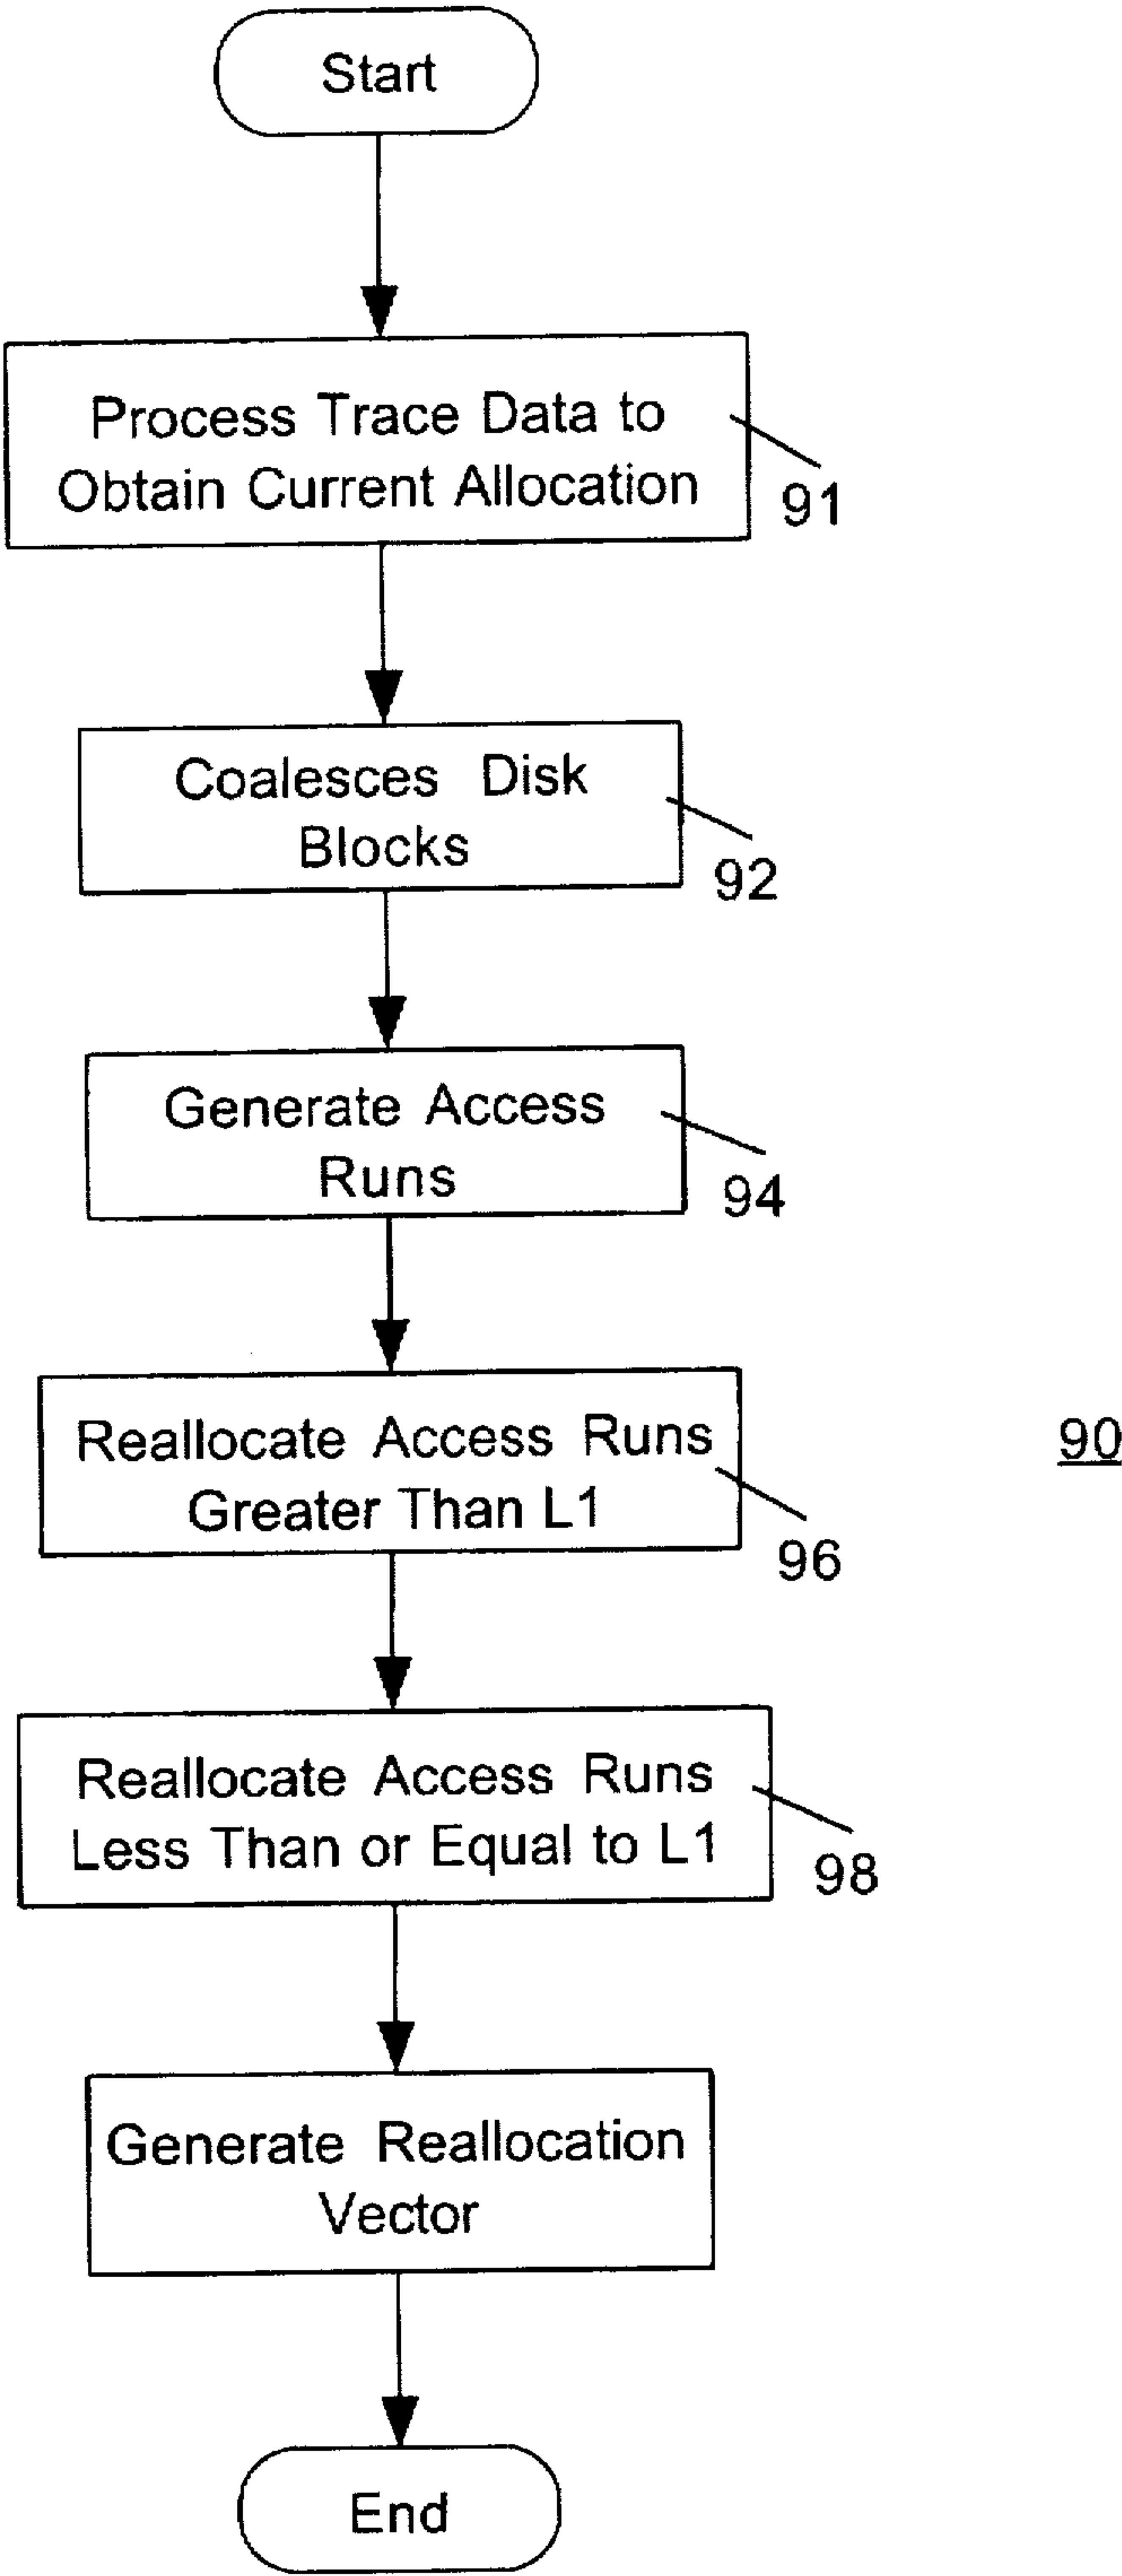 Start
Process Trace Data to
Obtain Current Allocation
91
Coalesces Disk
Blocks
92
Generate Access
Runs
94
Reallocate Access Runs
Greater Than L1
96
90
Reallocate Access Runs
Less Than or Equal to L1
98
Generate Reallocation
Vector
End